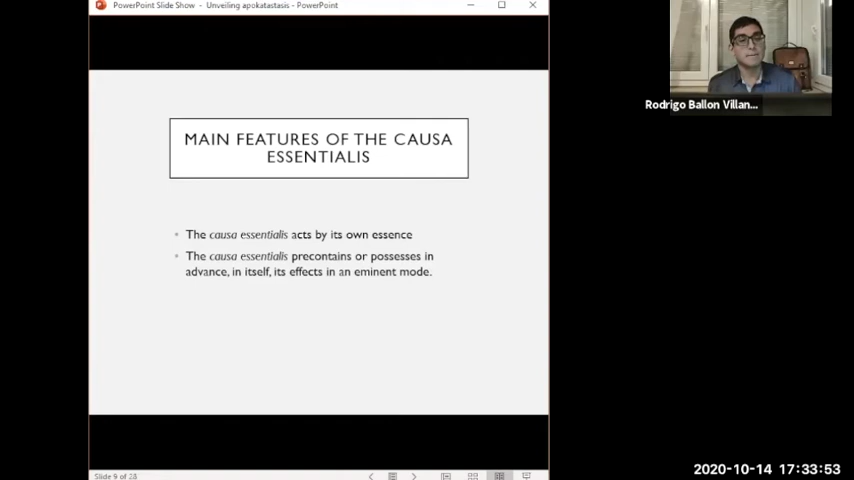 PowerPoint Slide Show - Unveiling apokatastasis - PowerPoint
Rodrigo Ballon Villan...
MAIN FEATURES OF THE CAUSA
ESSENTIALIS
• The causa essentialis acts by its own essence
• The causa essentialis precontains or possesses in
advance, in itself, its effects in an eminent mode.
2020-10-14 17:33:53
Slide 9 of 28